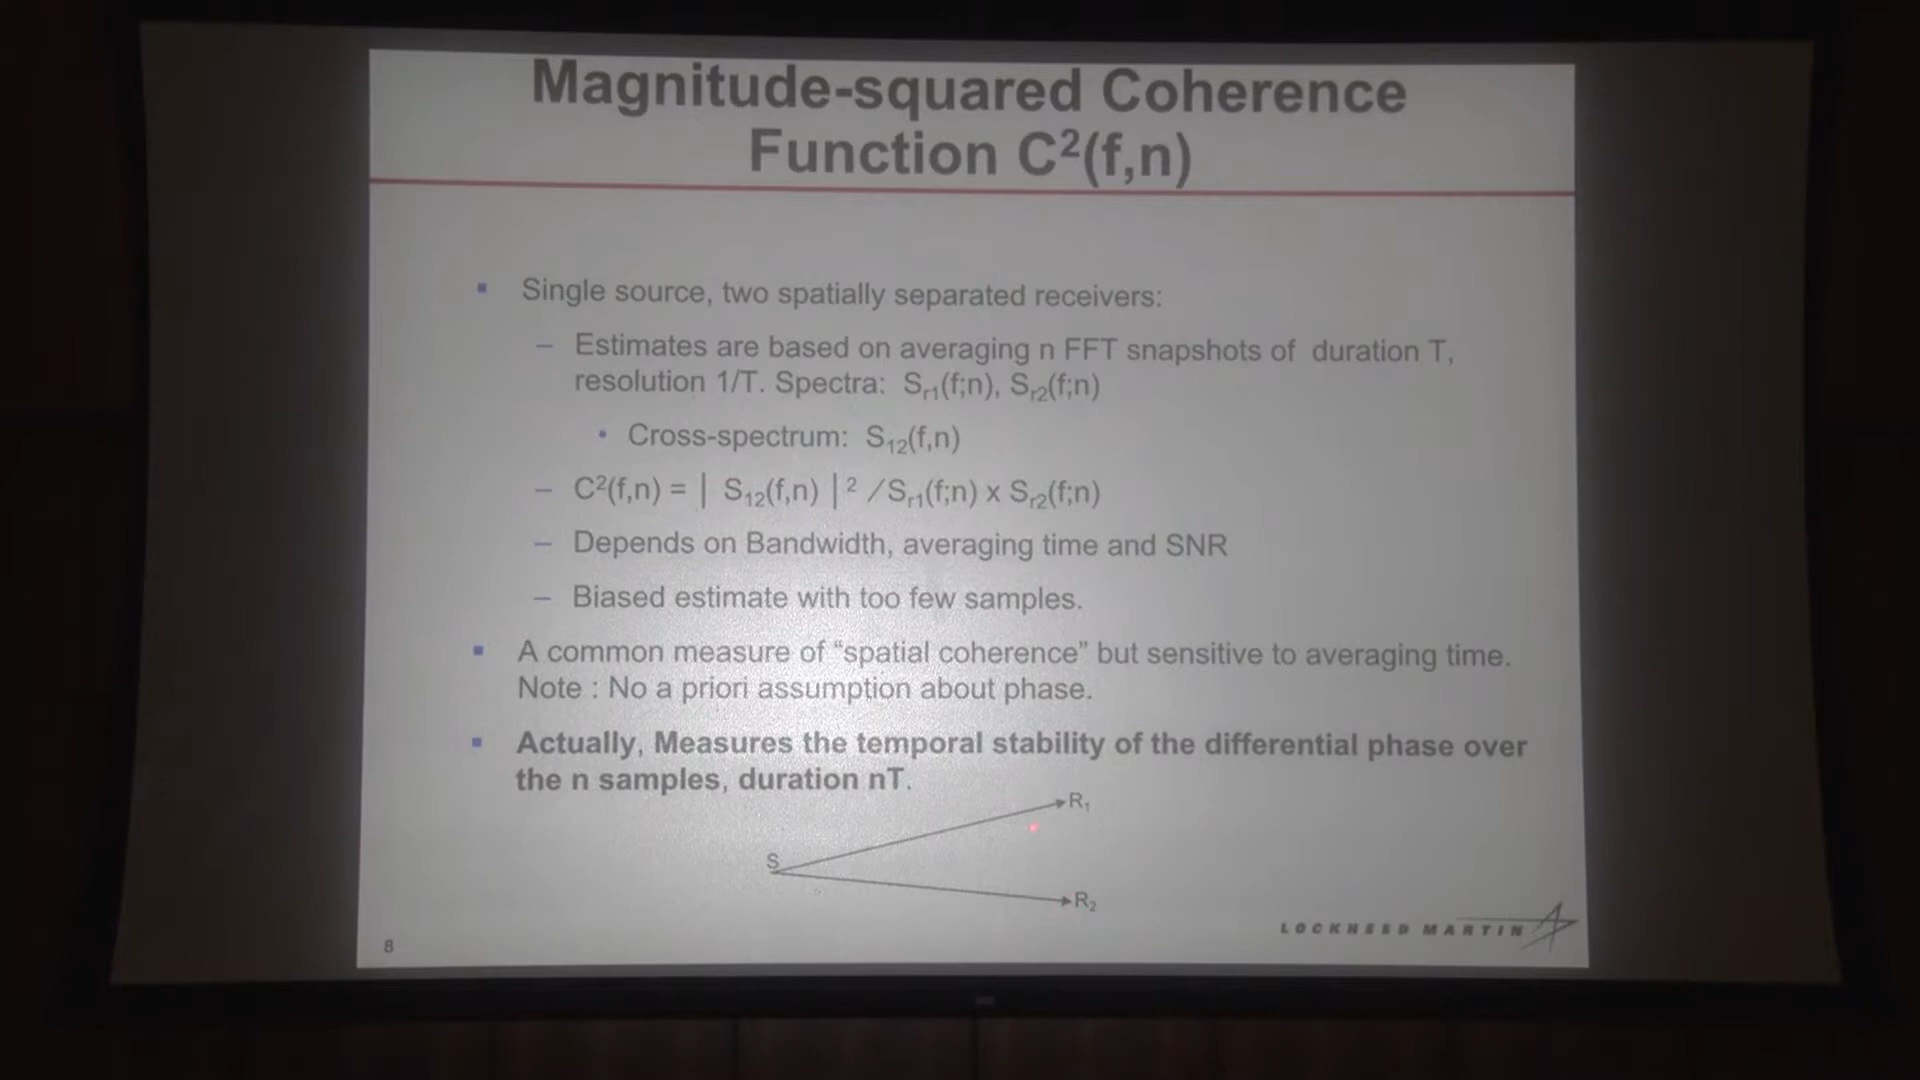 Magnitude-squared Coherence
Function C²(f,n)
▪ Single source, two spatially separated receivers:
– Estimates are based on averaging n FFT snapshots of duration T,
resolution 1/T. Spectra: Sr1(f;n), Sr2(f;n)
• Cross-spectrum: S12(f,n)
– C²(f,n) = | S12(f,n) |² /Sr1(f;n) x Sr2(f;n)
– Depends on Bandwidth, averaging time and SNR
– Biased estimate with too few samples.
▪ A common measure of “spatial coherence” but sensitive to averaging time.
Note : No a priori assumption about phase.
▪ Actually, Measures the temporal stability of the differential phase over
the n samples, duration nT.
R1
S
R2
LOCKHEED MARTIN
8